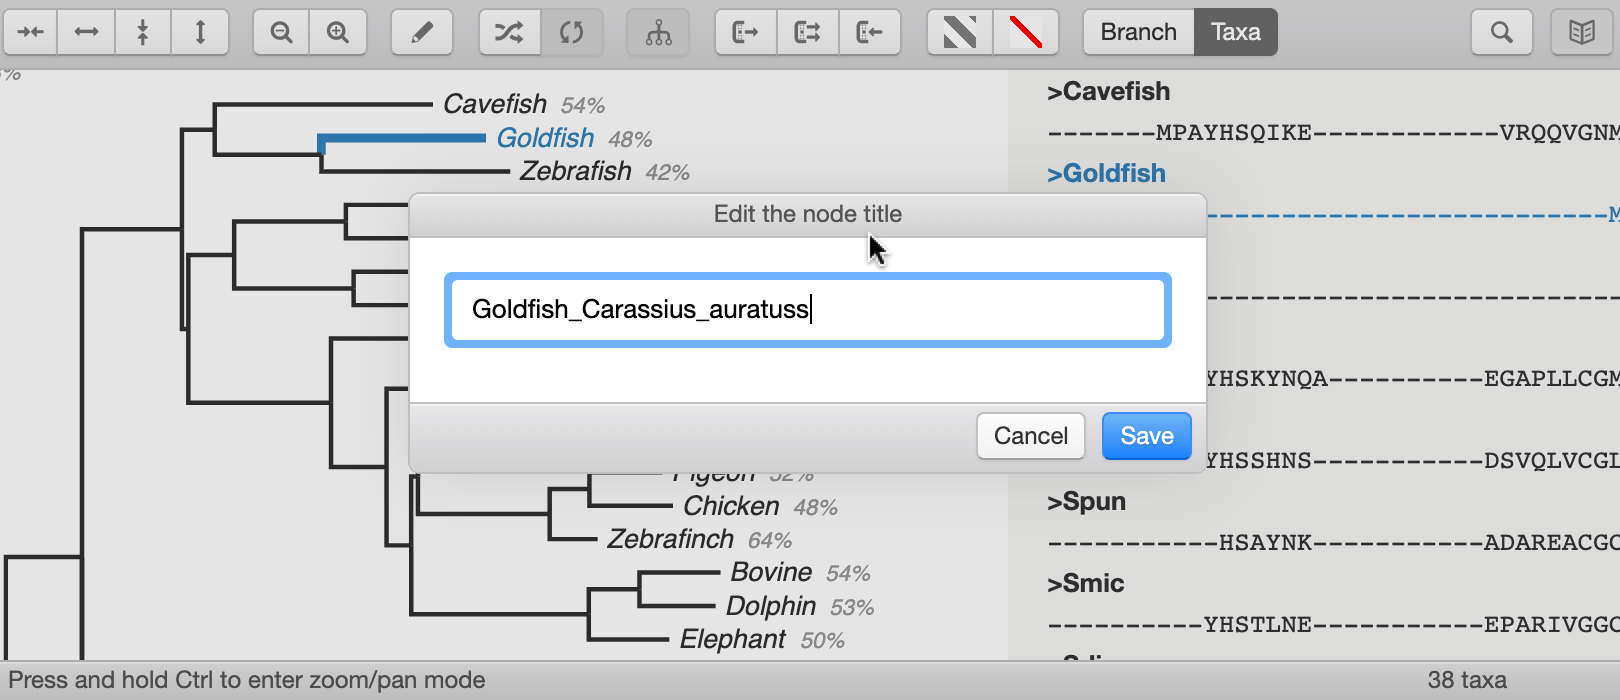 Branch Taxa
%
Cavefish 54%
Goldfish 48%
Zebrafish 42%
Edit the node title
Goldfish_Carassius_auratuss
Cancel Save
Pigeon 52%
Chicken 48%
Zebrafinch 64%
Bovine 54%
Dolphin 53%
Elephant 50%
>Cavefish
-------MPAYHSQIKE------------VRQQVGNM
>Goldfish
--------------------------M
---------------------------
YHSKYNQA----------EGAPLLCGM
YHSSHNS-----------DSVQLVCGL
>Spun
-----------HSAYNK-----------ADAREACGC
>Smic
----------YHSTLNE-----------EPARIVGGC
Press and hold Ctrl to enter zoom/pan mode
38 taxa